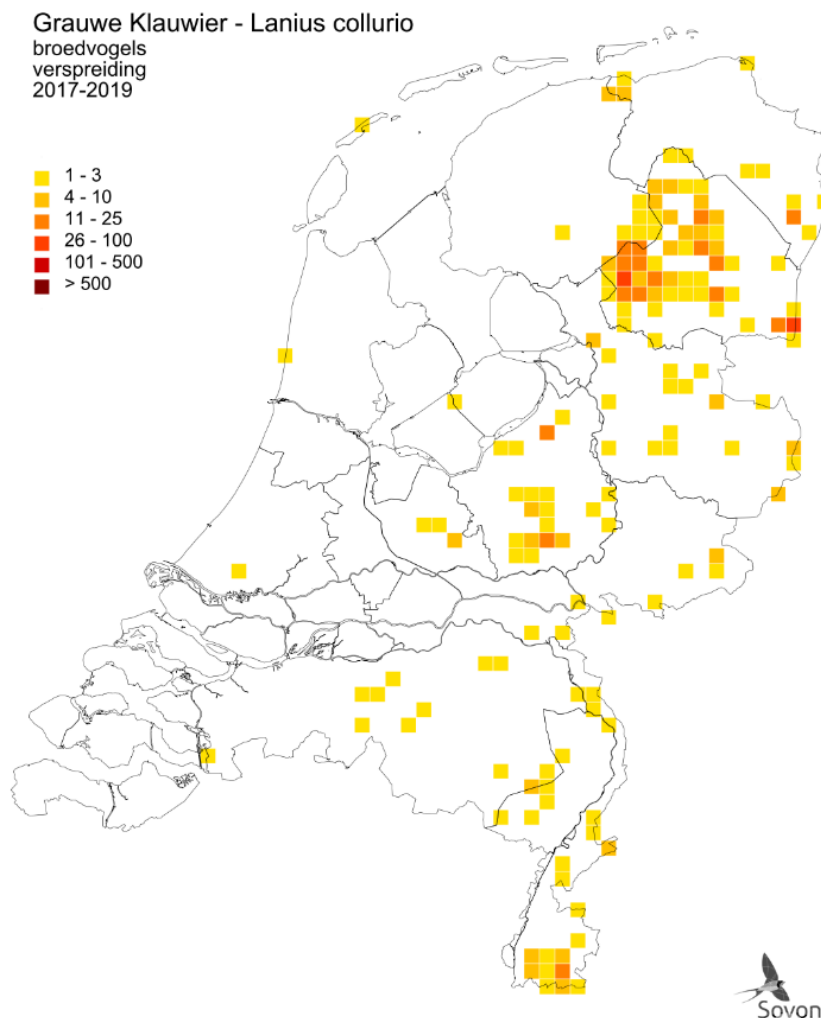 Grauwe Klauwier - Lanius collurio
broedvogels
verspreiding
2017-2019
1 - 3
4 - 10
11 - 25
26 - 100
101 - 500
> 500
Sovon